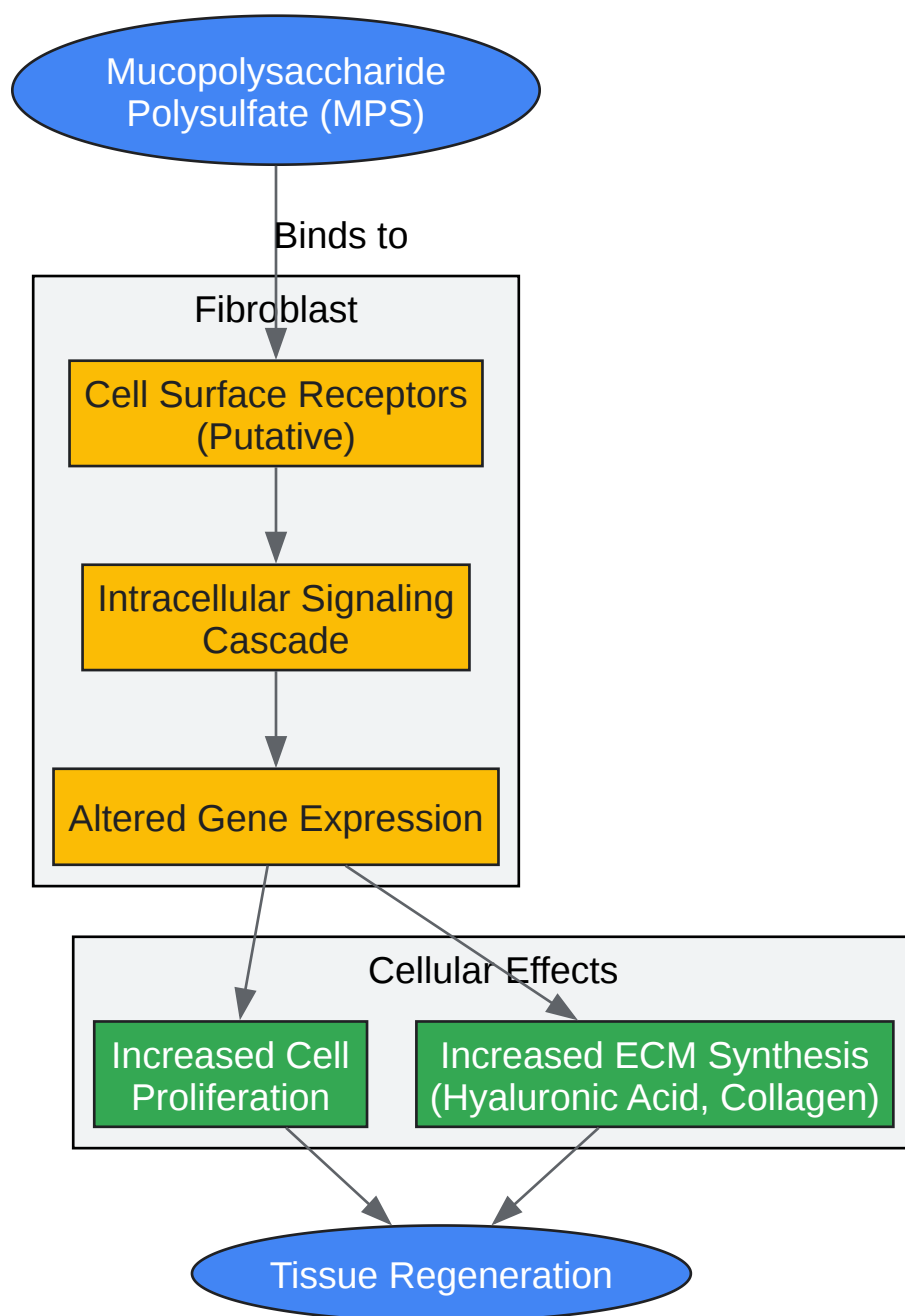 Mucopolysaccharide
Polysulfate (MPS)
Binds to
Fibroblast
Cell Surface Receptors
(Putative)
Intracellular Signaling
Cascade
Altered Gene Expression
Cellular Effects
Increased Cell
Proliferation
Increased ECM Synthesis
(Hyaluronic Acid, Collagen)
Tissue Regeneration